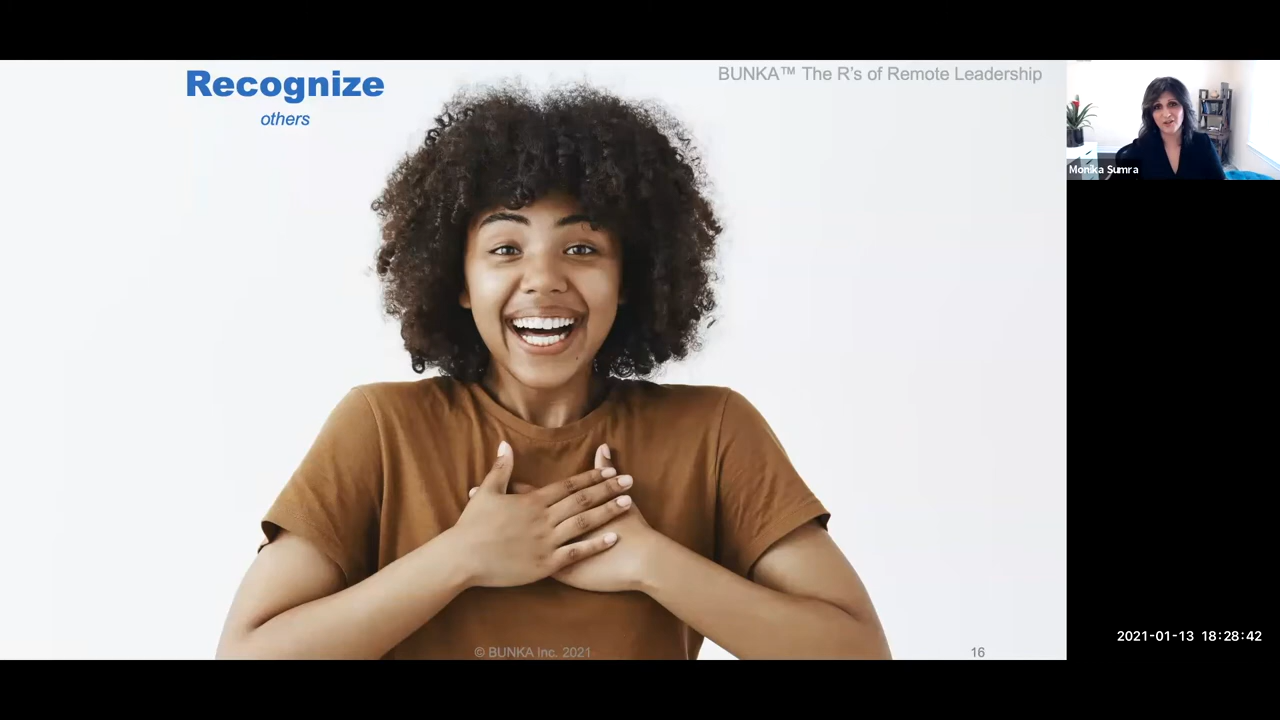 Recognize
others
BUNKA™ The R's of Remote Leadership
Monika Sumra
2021-01-13 18:28:42
© BUNKA Inc. 2021
16